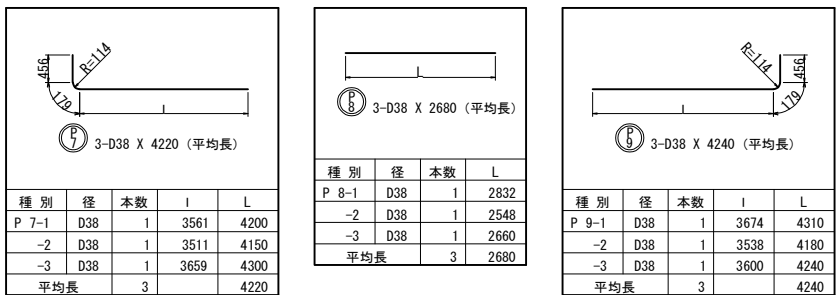 456
R=114
179
l
P
7
3-D38 X 4220 (平均長)
種 別 径 本数 l L
P 7-1 D38 1 3561 4200
-2 D38 1 3511 4150
-3 D38 1 3659 4300
平均長 3 4220
L
P
8
3-D38 X 2680 (平均長)
種 別 径 本数 L
P 8-1 D38 1 2832
-2 D38 1 2548
-3 D38 1 2660
平均長 3 2680
R=114
456
179
l
P
9
3-D38 X 4240 (平均長)
種 別 径 本数 l L
P 9-1 D38 1 3674 4310
-2 D38 1 3538 4180
-3 D38 1 3600 4240
平均長 3 4240